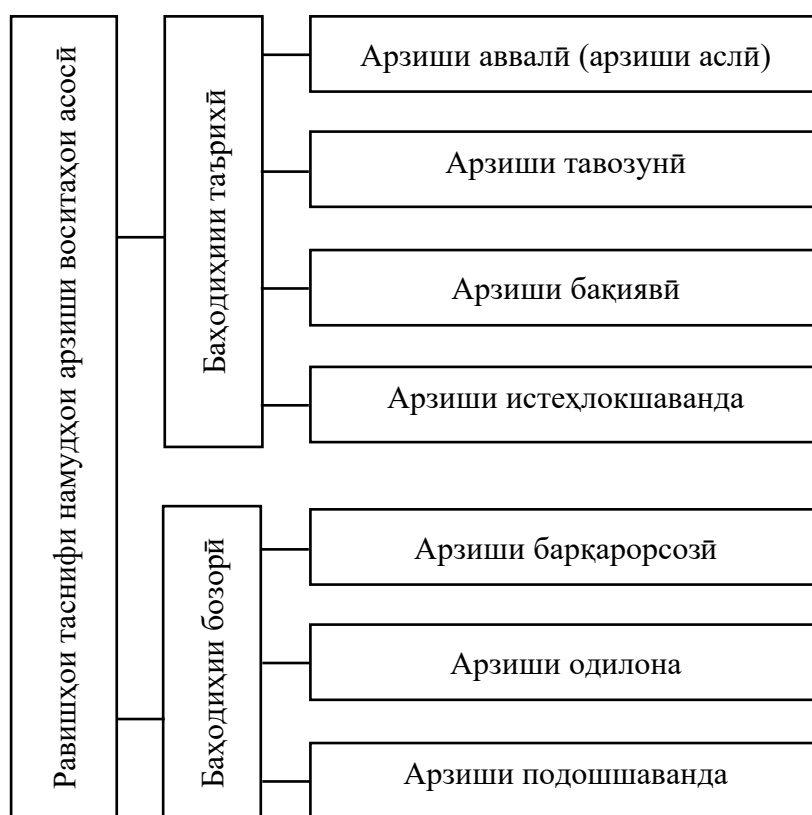 Равишҳои таснифи намудҳои арзиши воситаҳои асосӣ
Баҳодиҳиии таърихӣ
Арзиши аввалӣ (арзиши аслӣ)
Арзиши тавозунӣ
Арзиши бақиявӣ
Арзиши истеҳлокшаванда
Баҳодиҳии бозорӣ
Арзиши барқарорсозӣ
Арзиши одилона
Арзиши подошшаванда